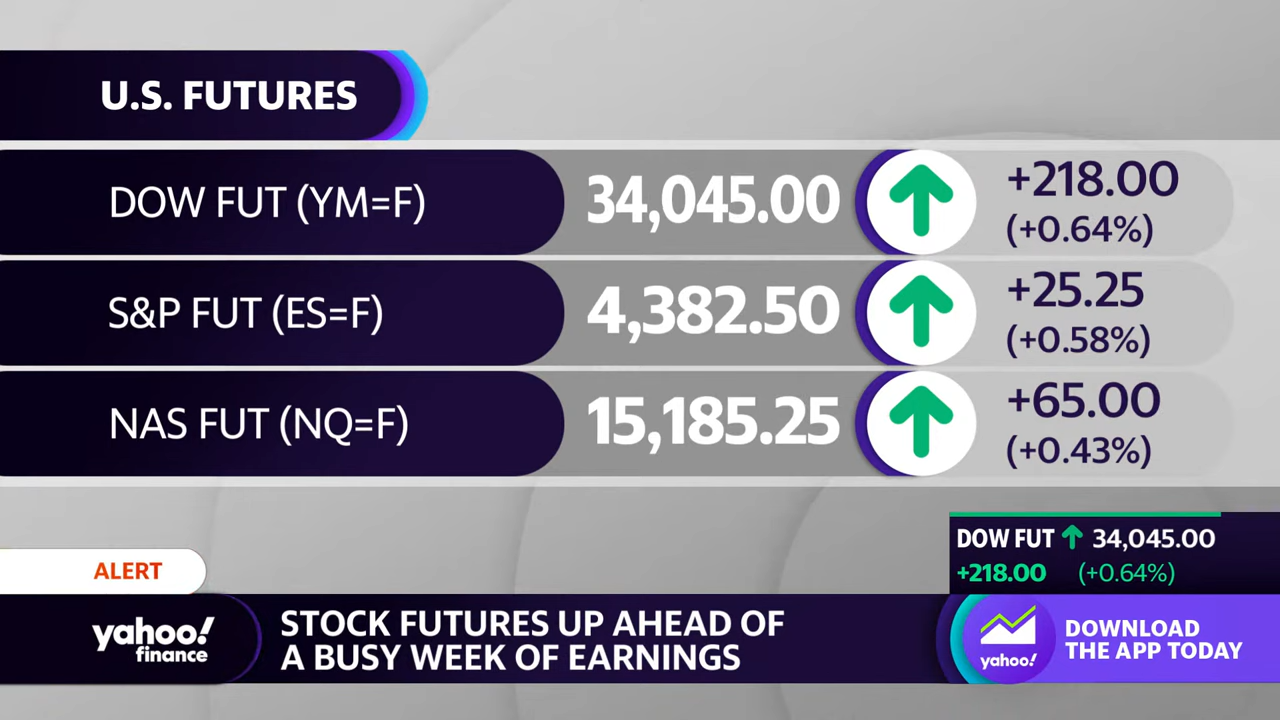 U.S. FUTURES
DOW FUT (YM=F) 34,045.00 +218.00
(+0.64%)
S&P FUT (ES=F) 4,382.50 +25.25
(+0.58%)
NAS FUT (NQ=F) 15,185.25 +65.00
(+0.43%)
DOW FUT 34,045.00
+218.00 (+0.64%)
ALERT
yahoo!
finance
STOCK FUTURES UP AHEAD OF
A BUSY WEEK OF EARNINGS
yahoo!
DOWNLOAD
THE APP TODAY